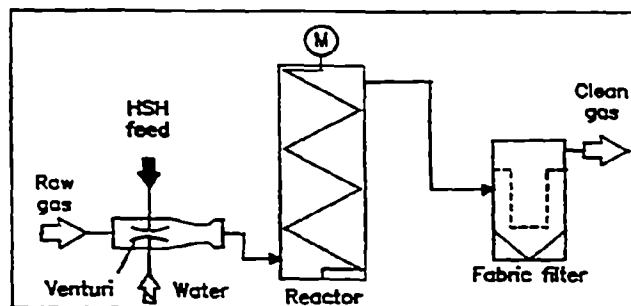 M
HSH
feed
Clean
gas
Raw
gas
Venturi
Water
Reactor
Fabric filter